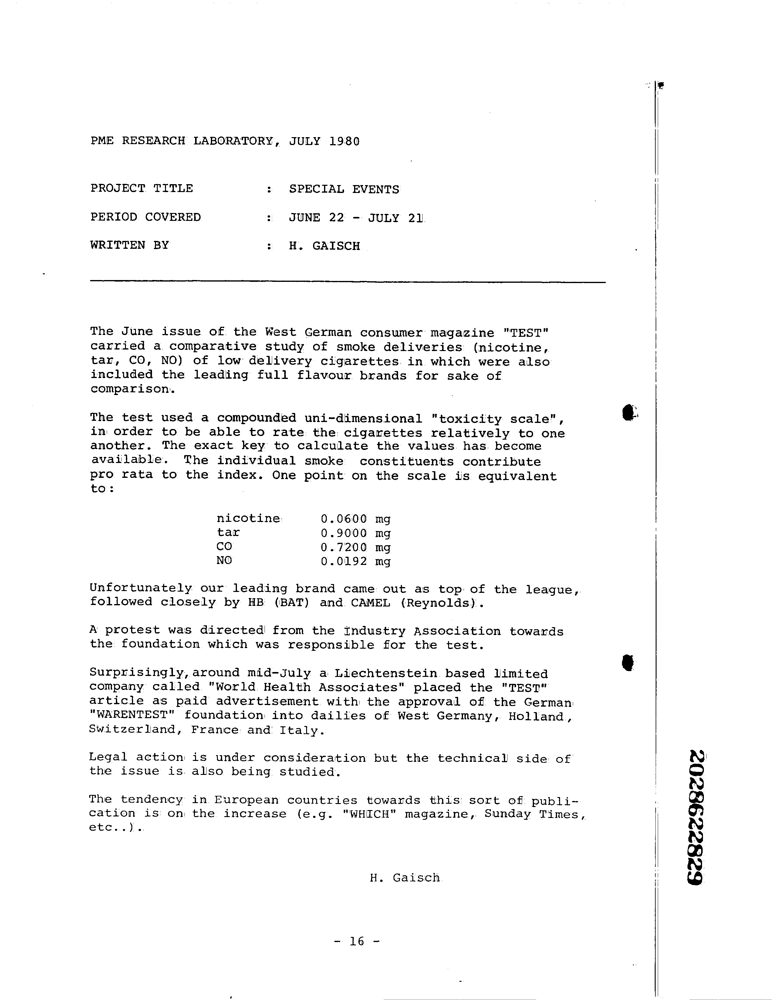 PME RESEARCH LABORATORY, JULY 1980
PROJECT TITLE : SPECIAL EVENTS
PERIOD COVERED : JUNE 22 - JULY 21
WRITTEN BY : H. GAISCH
The June issue of the West German consumer magazine "TEST"
carried a comparative study of smoke deliveries (nicotine,
tar, CO, NO) of low delivery cigarettes in which were also
included the leading full flavour brands for sake of
comparison.
The test used a compounded uni-dimensional "toxicity scale",
in order to be able to rate the cigarettes relatively to one
another. The exact key to calculate the values has become
available. The individual smoke constituents contribute
pro rata to the index. One point on the scale is equivalent
to:
nicotine 0.0600 mg
tar 0.9000 mg
CO 0.7200 mg
NO 0.0192 mg
Unfortunately our leading brand came out as top of the league,
followed closely by HB (BAT) and CAMEL (Reynolds).
A protest was directed from the Industry Association towards
the foundation which was responsible for the test.
Surprisingly, around mid-July a Liechtenstein based limited
company called "World Health Associates" placed the "TEST"
article as paid advertisement with the approval of the German
"WARENTEST" foundation into dailies of West Germany, Holland,
Switzerland, France and Italy.
Legal action is under consideration but the technical side of
the issue is also being studied.
The tendency in European countries towards this sort of publi-
cation is on the increase (e.g. "WHICH" magazine, Sunday Times,
etc..).
H. Gaisch
- 16 -
2028622829